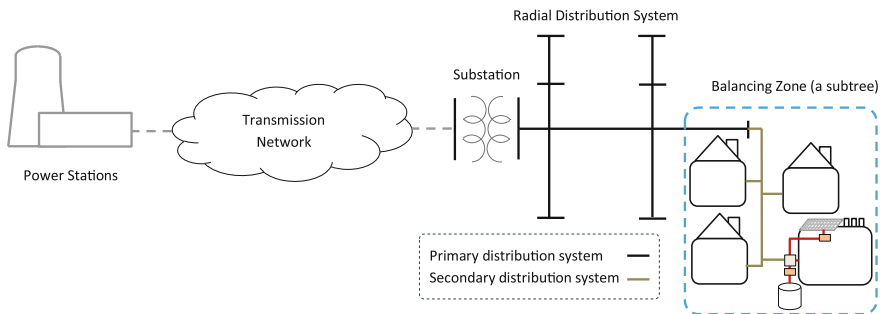 Radial Distribution System
Substation
Balancing Zone (a subtree)
Transmission
Network
Power Stations
Primary distribution system
Secondary distribution system